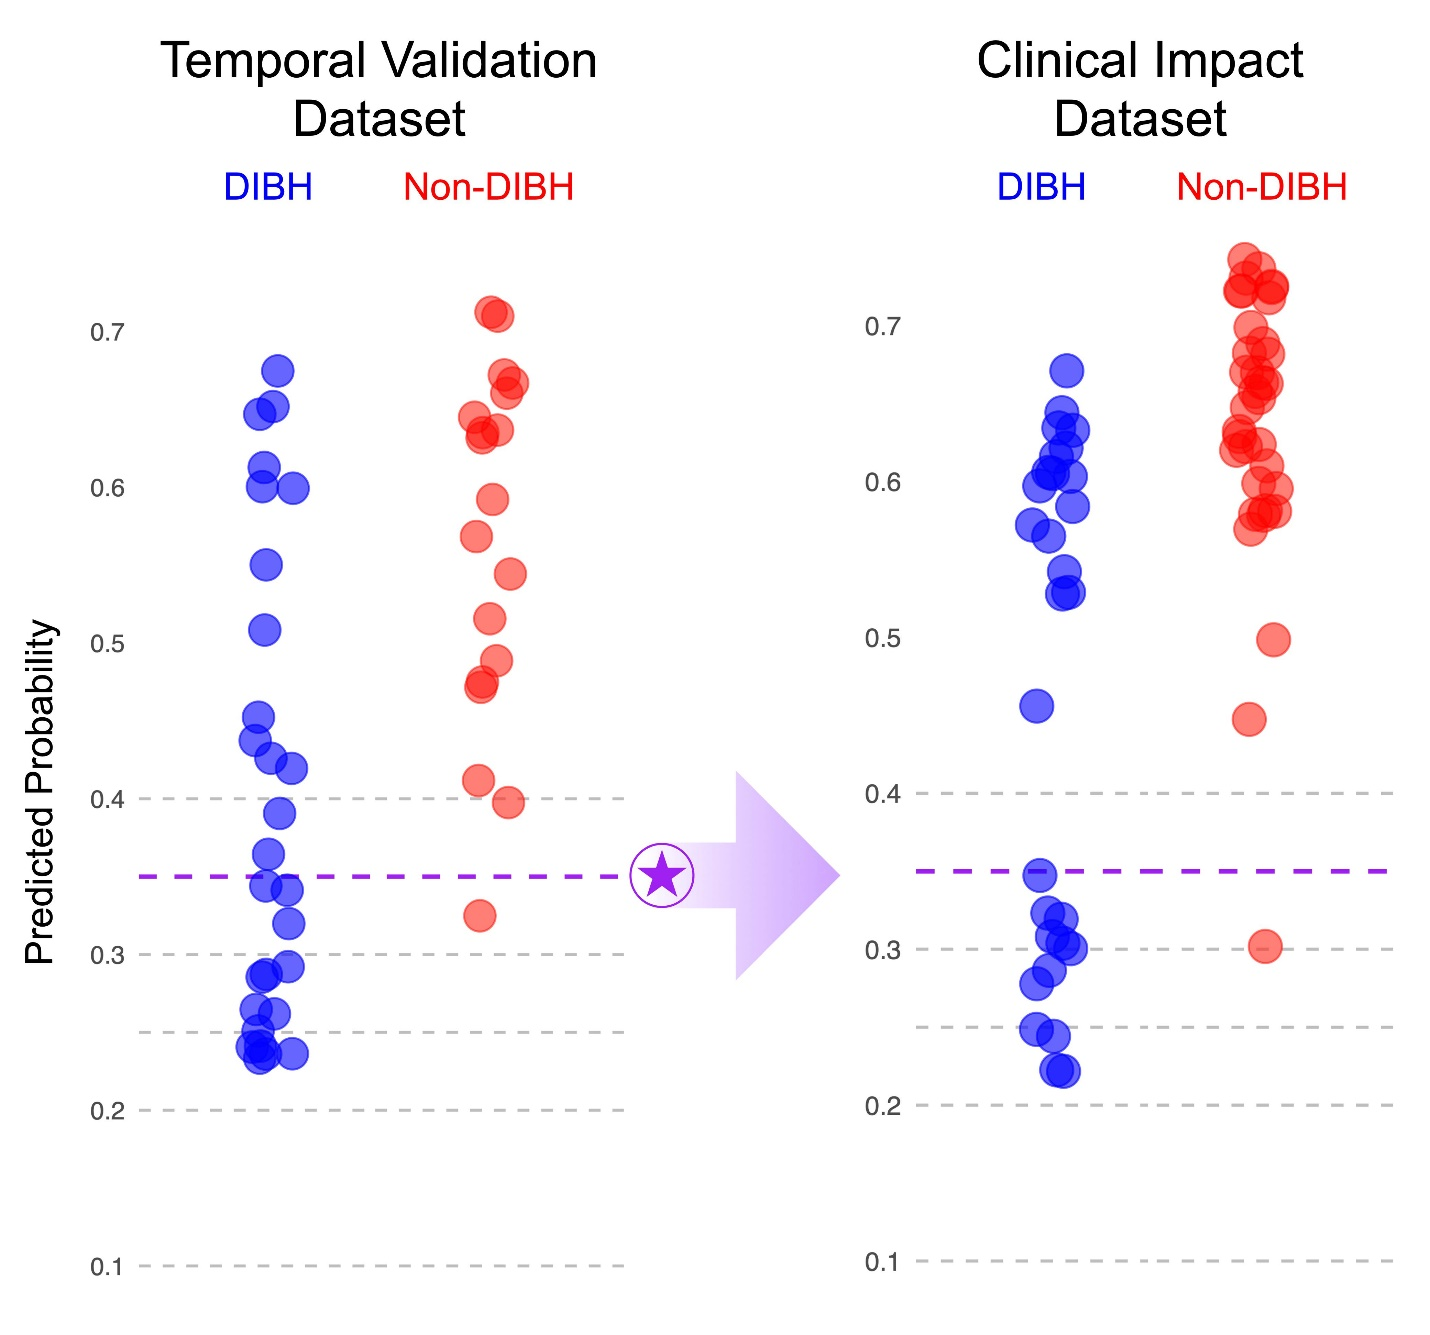 Temporal Validation
Dataset
Clinical Impact
Dataset
DIBH
Non-DIBH
DIBH
Non-DIBH
Predicted Probability
0.7
0.6
0.5
0.4
0.3
0.2
0.1
0.7
0.6
0.5
0.4
0.3
0.2
0.1